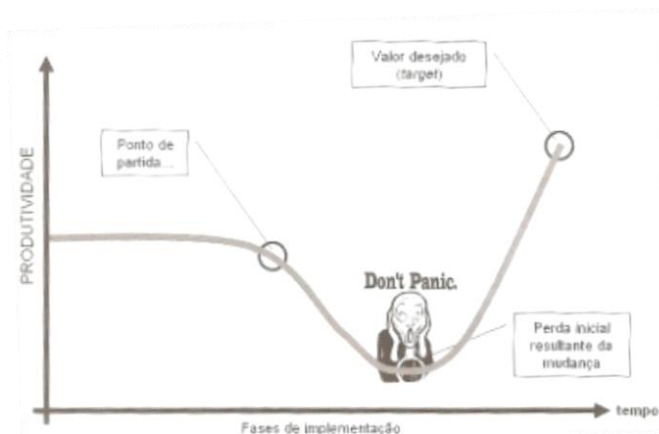 Valor desejado
(target)
Ponto de
partida...
PRODUTIVIDADE
Don't Panic.
Perda inicial
resultante da
mudança
tempo
Fases de implementação